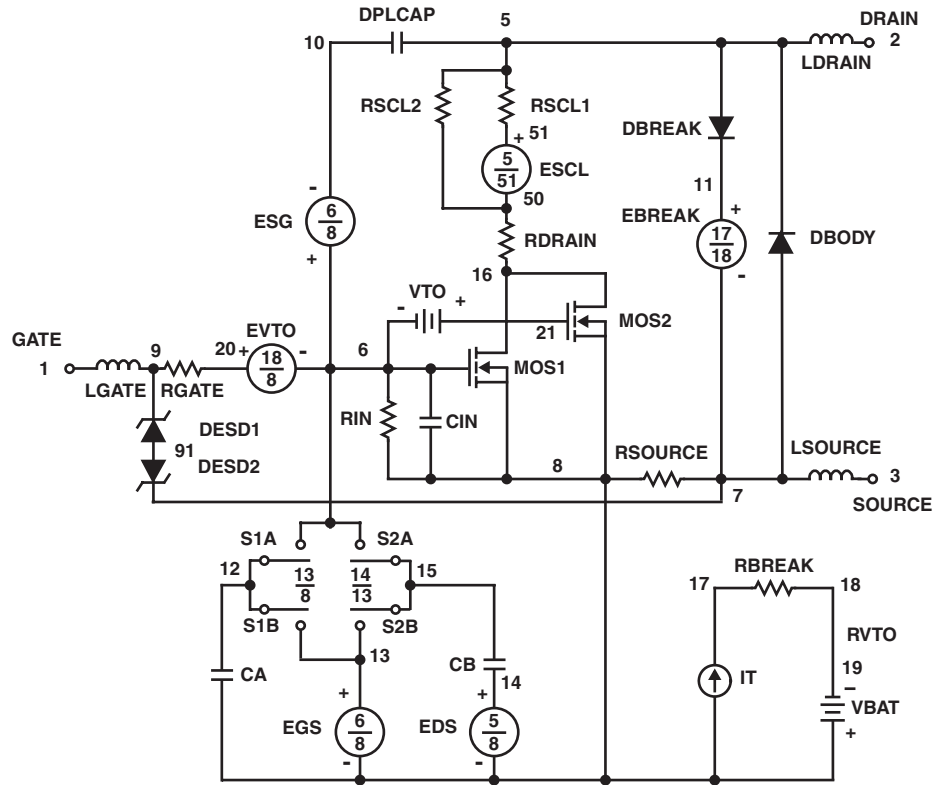 DPLCAP 5 DRAIN
10 2
LDRAIN
RSCL2 RSCL1
+ 51
DBREAK
5
51
ESCL
50
11
-
ESG
6
8
+
EBREAK
+
17
18
-
DBODY
RDRAIN
16
- VTO +
21
MOS2
GATE
1
9
20 +
EVTO
18
8
-
6
MOS1
LGATE RGATE
DESD1
91
DESD2
RIN
CIN
8
RSOURCE
LSOURCE
7
3
SOURCE
S1A S2A
12
13
8
14
13
15
S1B S2B
13
CA
CB
14
+
EGS
6
8
-
+
EDS
5
8
-
RBREAK
17 18
RVTO
19
IT
−
VBAT
+